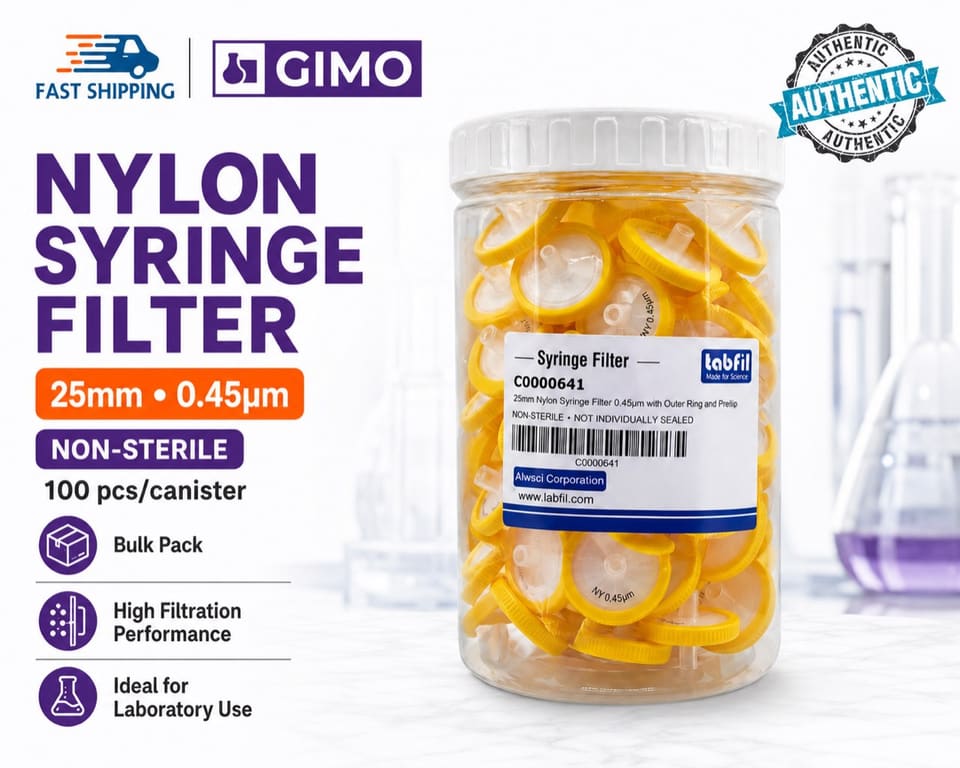 FAST SHIPPING
GIMO
AUTHENTIC
AUTHENTIC
AUTHENTIC
NYLON
SYRINGE
FILTER
25mm • 0.45µm
NON-STERILE
100 pcs/canister
Bulk Pack
High Filtration
Performance
Ideal for
Laboratory Use
NY 0.45µm
Syringe Filter
labfil
Made for Science
C0000641
25mm Nylon Syringe Filter 0.45µm with Outer Ring and Prelip
NON-STERILE • NOT INDIVIDUALLY SEALED
C0000641
Alwsci Corporation
www.labfil.com
NY 0.45µm